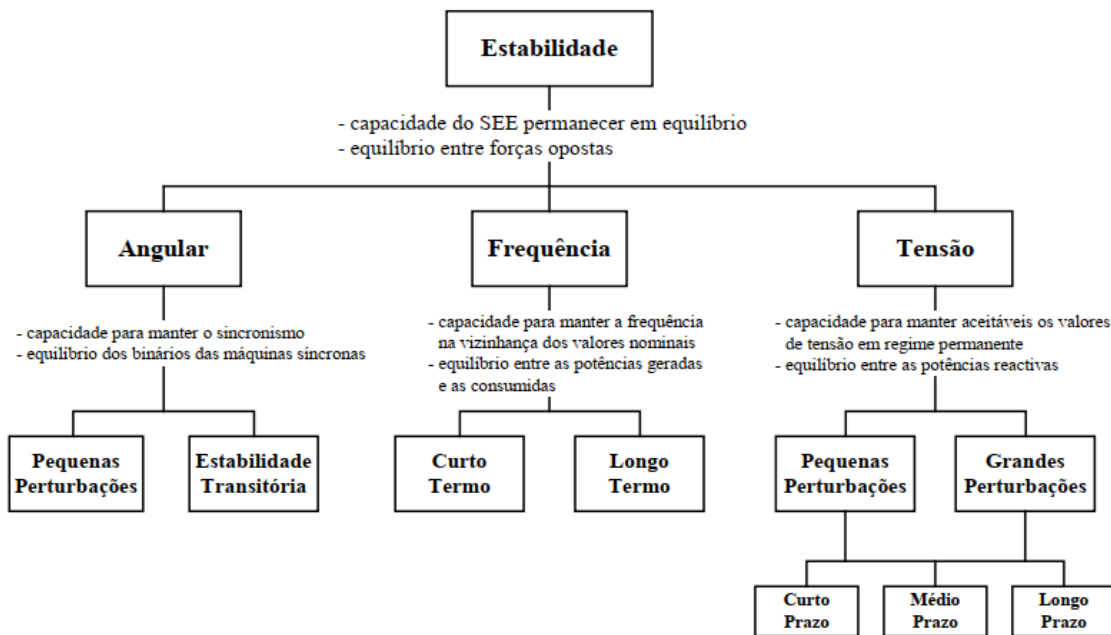 Estabilidade
- capacidade do SEE permanecer em equilíbrio
- equilíbrio entre forças opostas
Angular
Frequência
Tensão
- capacidade para manter o sincronismo
- equilíbrio dos binários das máquinas síncronas
- capacidade para manter a frequência
na vizinhança dos valores nominais
- equilíbrio entre as potências geradas
e as consumidas
- capacidade para manter aceitáveis os valores
de tensão em regime permanente
- equilíbrio entre as potências reactivas
Pequenas
Perturbações
Estabilidade
Transitória
Curto
Termo
Longo
Termo
Pequenas
Perturbações
Grandes
Perturbações
Curto
Prazo
Médio
Prazo
Longo
Prazo